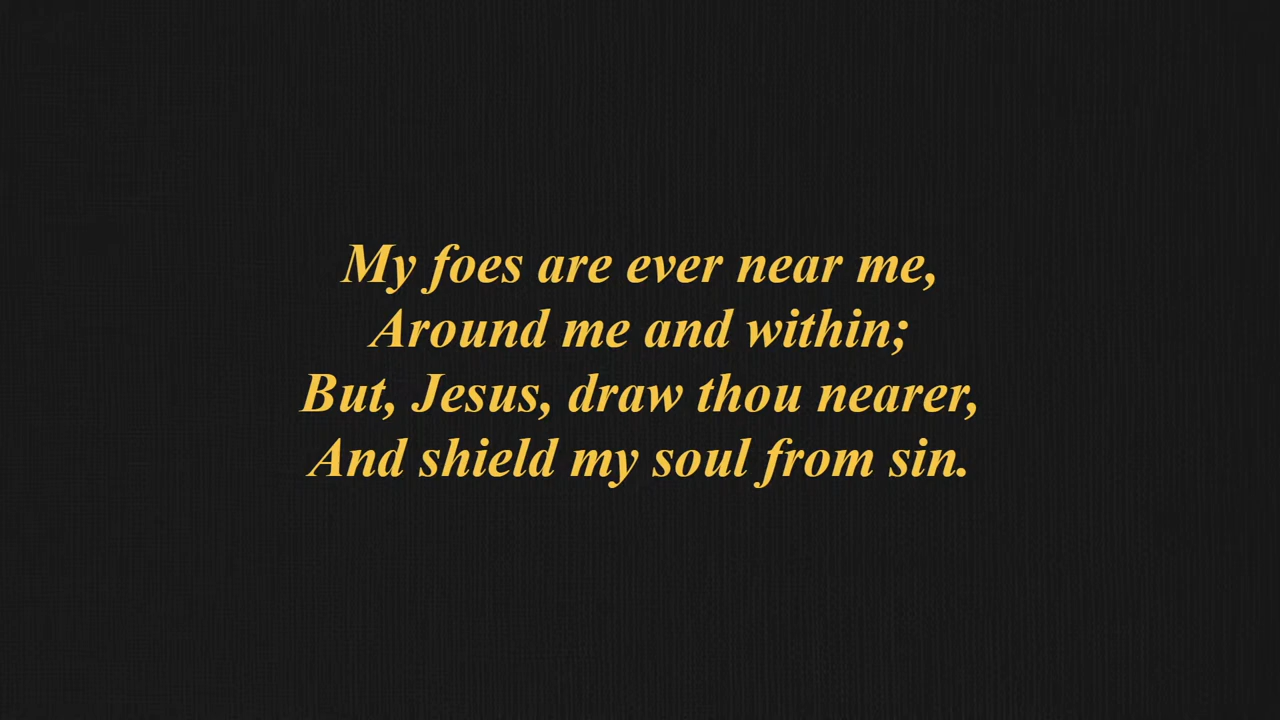 My foes are ever near me,
Around me and within;
But, Jesus, draw thou nearer,
And shield my soul from sin.